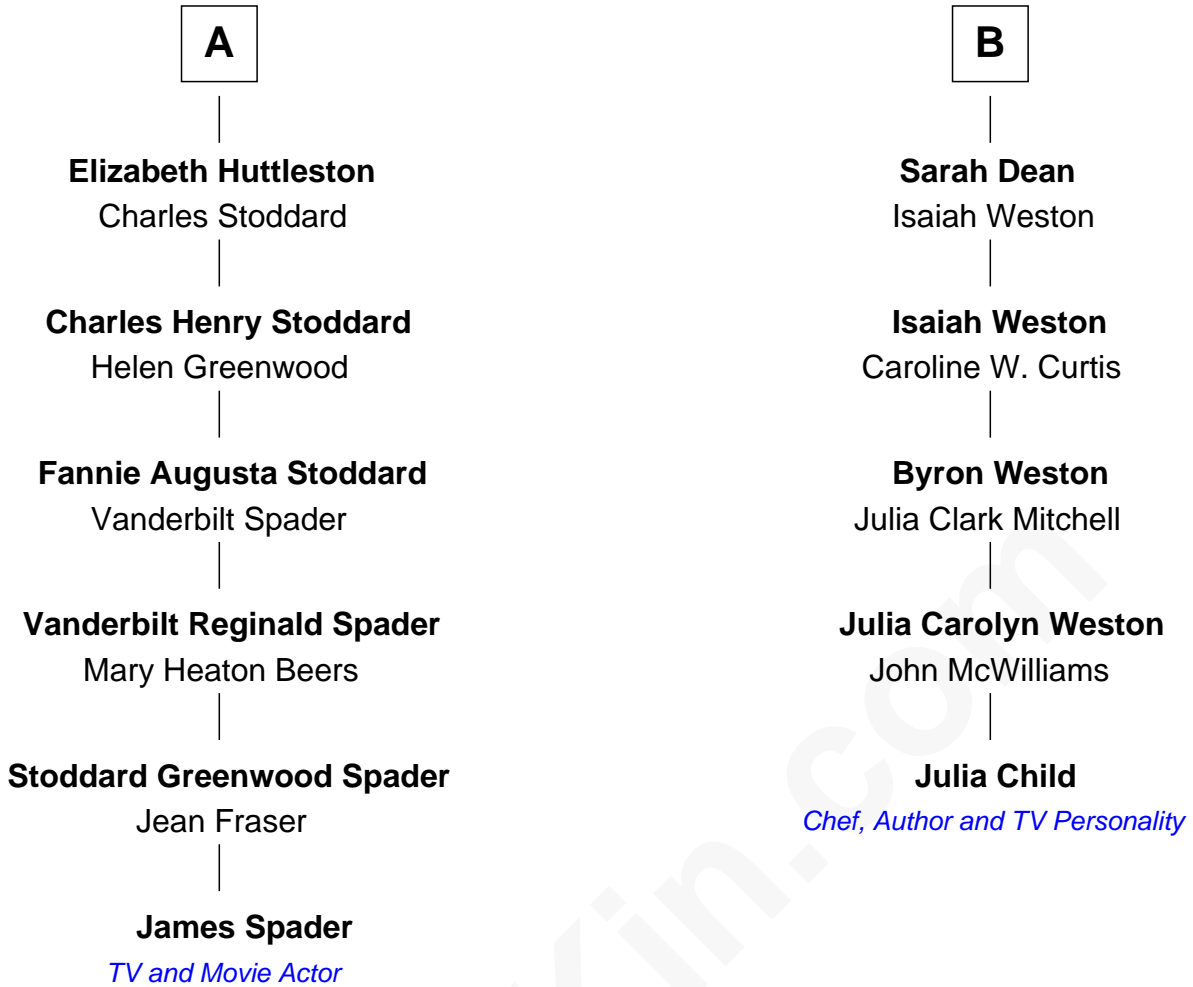 A
Elizabeth Huttleston
Charles Stoddard
Charles Henry Stoddard
Helen Greenwood
Fannie Augusta Stoddard
Vanderbilt Spader
Vanderbilt Reginald Spader
Mary Heaton Beers
Stoddard Greenwood Spader
Jean Fraser
James Spader
TV and Movie Actor
B
Sarah Dean
Isaiah Weston
Isaiah Weston
Caroline W. Curtis
Byron Weston
Julia Clark Mitchell
Julia Carolyn Weston
John McWilliams
Julia Child
Chef, Author and TV Personality
Kin.com